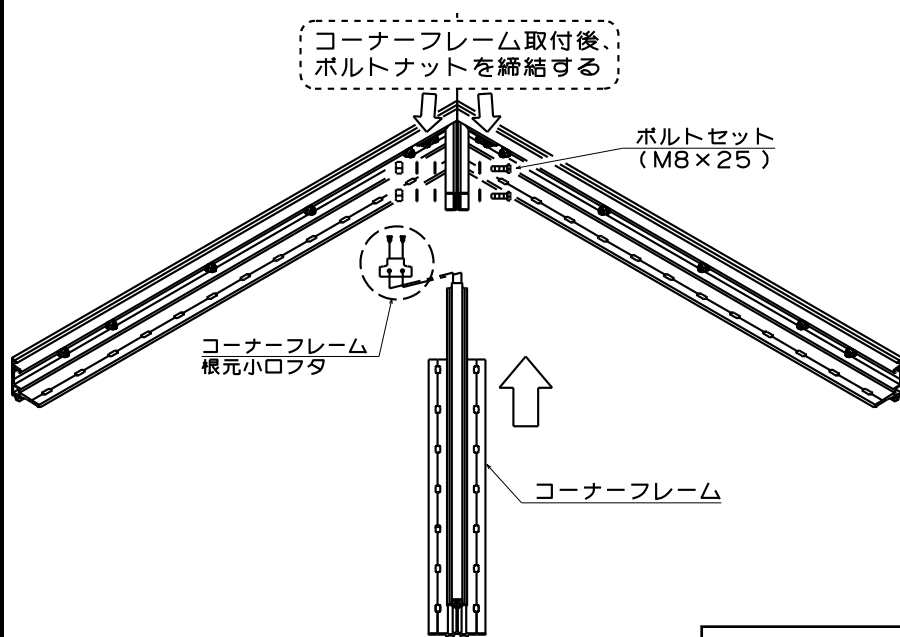 コーナーフレーム取付後、
ボルトナットを締結する
ボルトセット
（M8×25）
コーナーフレーム
根元小口フタ
コーナーフレーム